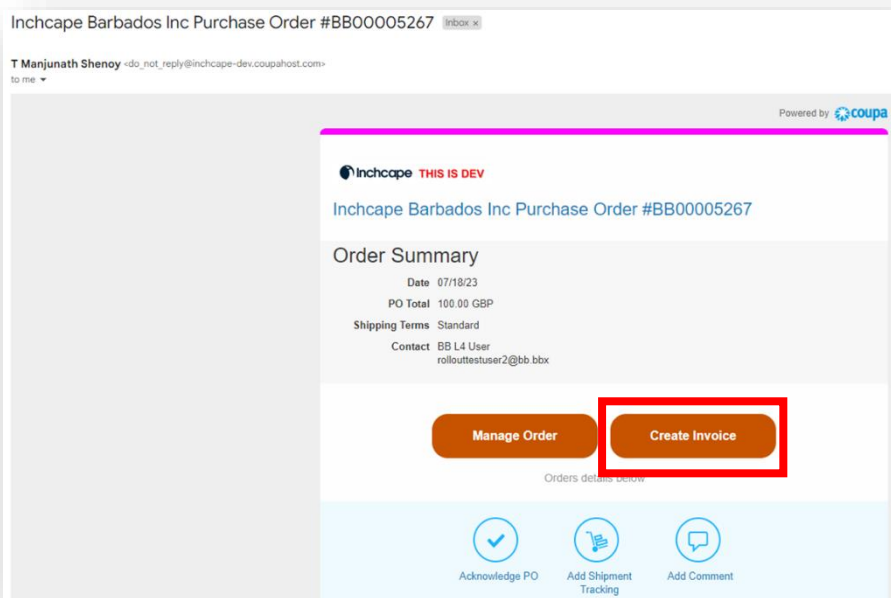 Inchcape Barbados Inc Purchase Order #BB00005267 Inbox x
T Manjunath Shenoy <do_not_reply@inchcape-dev.coupahost.com>
to me
Powered by coupa
Inchcape THIS IS DEV
Inchcape Barbados Inc Purchase Order #BB00005267
Order Summary
Date 07/18/23
PO Total 100.00 GBP
Shipping Terms Standard
Contact BB L4 User
rollouttestuser2@bb.bbx
Manage Order Create Invoice
Orders details below
Acknowledge PO Add Shipment Add Comment
Tracking